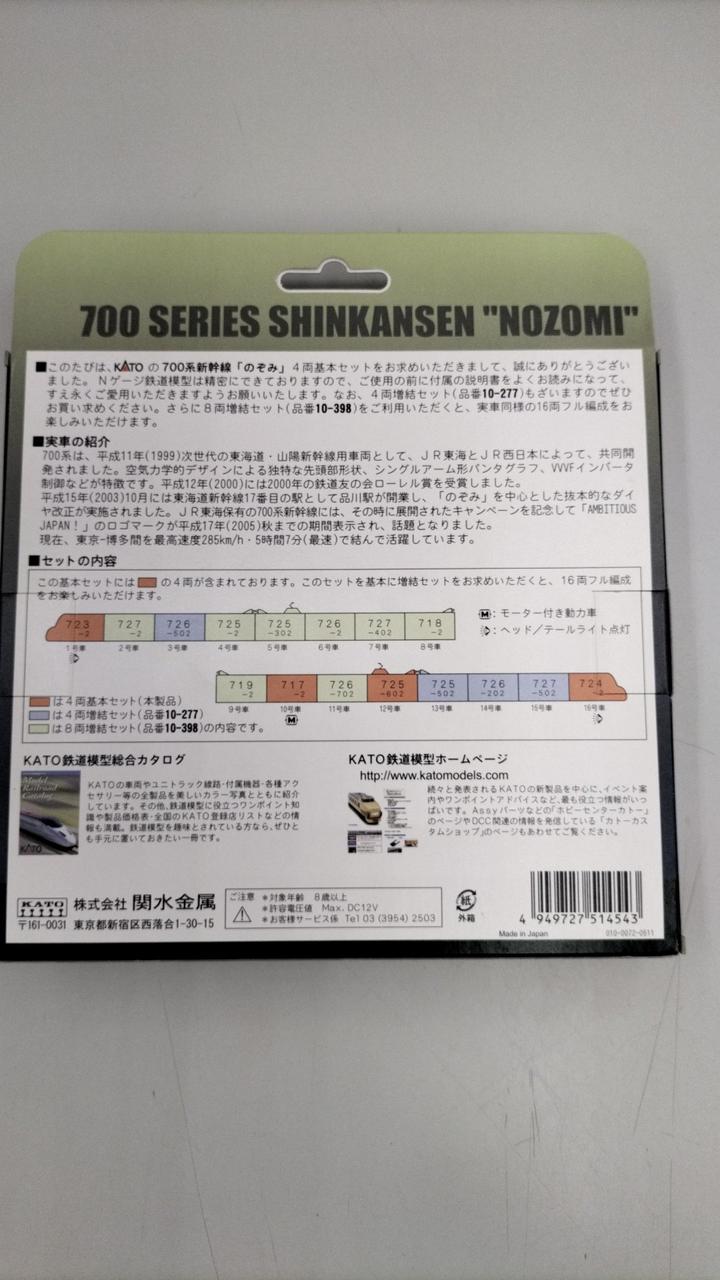 700 SERIES SHINKANSEN "NOZOMI"
■このたびは、KATO の 700系新幹線「のぞみ」4両基本セットをお求めいただきまして、誠にありがとうござい
ました。Nゲージ鉄道模型は精密にできておりますので、ご使用の前に付属の説明書をよくお読みになって、
すえ永くご愛用いただきますようお願いいたします。なお、4両増結セット(品番10-277)もございますのでぜひ
お買い求めください。さらに8両増結セット(品番10-398)をご利用いただくと、実車同様の16両フル編成をお
楽しみいただけます。
■実車の紹介
700系は、平成11年(1999)次世代の東海道・山陽新幹線用車両として、JR東海とJR西日本によって、共同開
発されました。空気力学的デザインによる独特な先頭部形状、シングルアーム形パンタグラフ、VVVFインバータ
制御などが特徴です。平成12年(2000)には2000年の鉄道友の会ローレル賞を受賞しました。
平成15年(2003)10月には東海道新幹線17番目の駅として品川駅が開業し、「のぞみ」を中心とした抜本的なダイ
ヤ改正が実施されました。JR東海保有の700系新幹線には、その時に展開されたキャンペーンを記念して「AMBITIOUS
JAPAN!」のロゴマークが平成17年(2005)秋までの期間表示され、話題となりました。
現在、東京-博多間を最高速度285km/h・5時間7分(最速)で結んで活躍しています。
■セットの内容
この基本セットには の4両が含まれております。このセットを基本に増結セットをお求めいただくと、16両フル編成
をお楽しみいただけます。
723 727 726 725 725 726 727 718
-2 -2 -502 -2 -302 -2 -402 -2
1号車 2号車 3号車 4号車 5号車 6号車 7号車 8号車
M:モーター付き動力車
:ヘッド/テールライト点灯
719 717 726 725 725 726 727 724
-2 -2 -702 -602 -502 -202 -502 -2
9号車 10号車 11号車 12号車 13号車 14号車 15号車 16号車
M
は4両基本セット(本製品)
は4両増結セット(品番10-277)
は8両増結セット(品番10-398)の内容です。
KATO鉄道模型総合カタログ
Model
Railroad
Catalog
KATO
KATOの車両やユニトラック線路・付属機器・各種アク
セサリー等の全製品を美しいカラー写真とともに紹介
しています。その他、鉄道模型に役立つワンポイント知
識や製品価格表・全国のKATO登録店リストなどの情
報も満載。鉄道模型を趣味とされている方なら、ぜひと
も手元に置いておきたい一冊です。
KATO鉄道模型ホームページ
http://www.katomodels.com
続々と発表されるKATOの新製品を中心に、イベント案
内やワンポイントアドバイスなど、最も役立つ情報がいっ
ぱいです。Assyパーツなどの「ホビーセンターカトー」
のページやDCC関連の情報を発信している「カトーカス
タムショップ」のページもあわせてご覧ください。
KATO 株式会社 関水金属
〒161-0031 東京都新宿区西落合1-30-15
ご注意
*対象年齢 8歳以上
*許容電圧値 Max. DC12V
*お客様サービス係 Tel 03 (3954) 2503
紙
外箱
4 949727 514543
Made in Japan
010-0072-0611